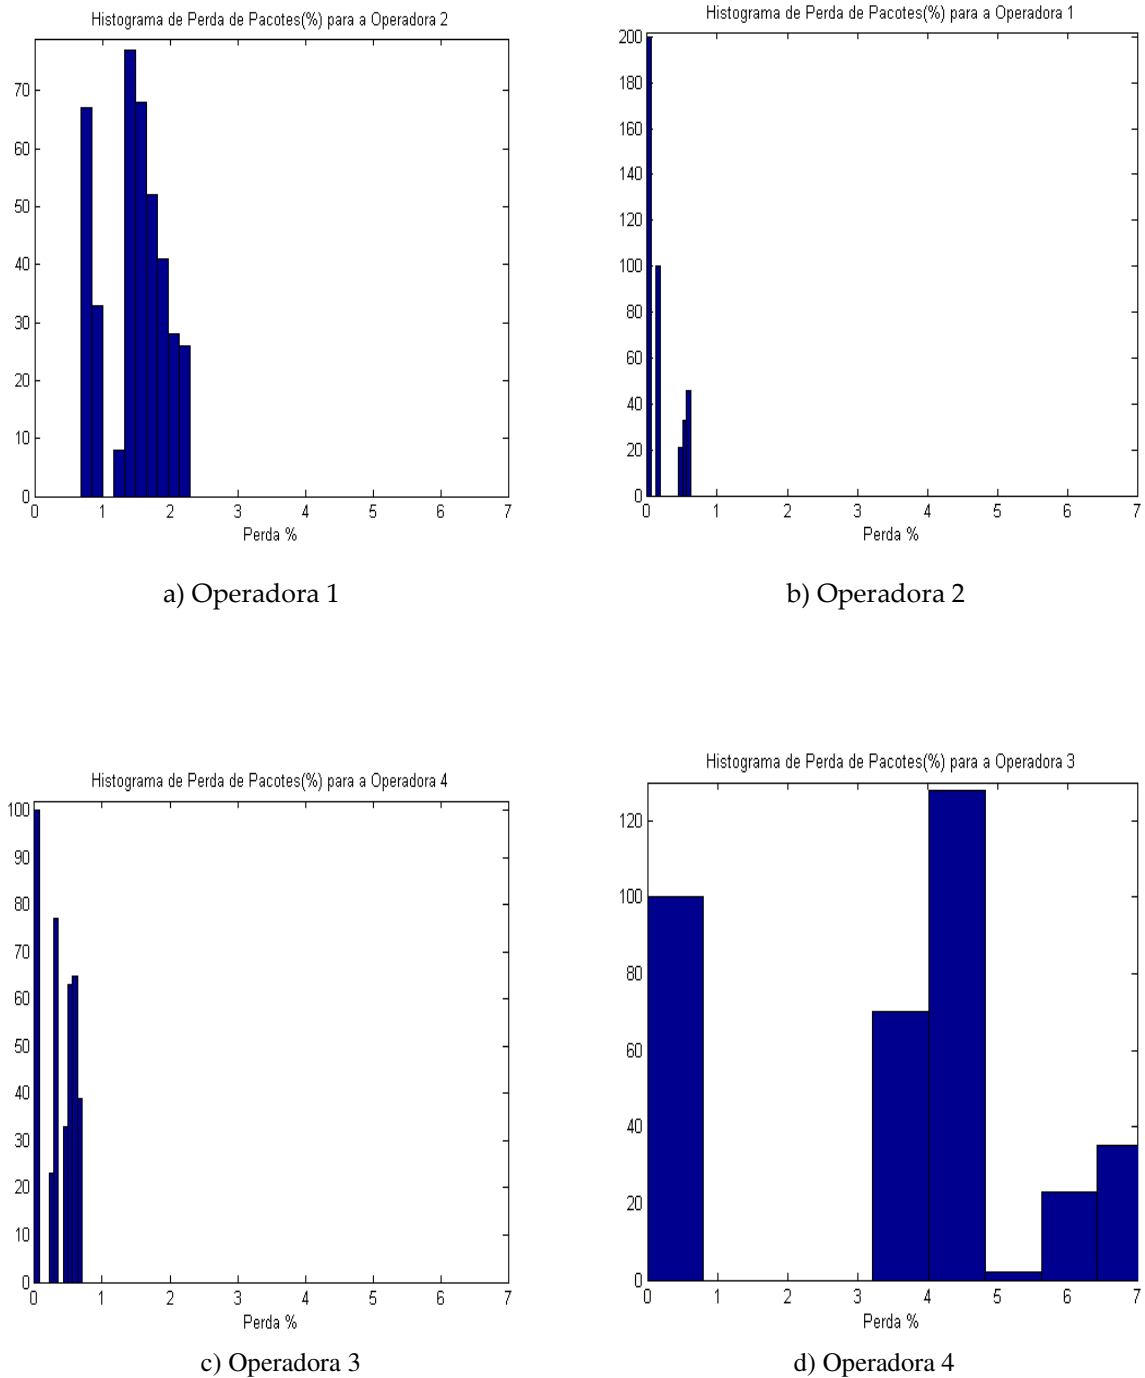 Histograma de Perda de Pacotes(%) para a Operadora 2
70
60
50
40
30
20
10
0
0 1 2 3 4 5 6 7
Perda %
a) Operadora 1
Histograma de Perda de Pacotes(%) para a Operadora 1
200
180
160
140
120
100
80
60
40
20
0
0 1 2 3 4 5 6 7
Perda %
b) Operadora 2
Histograma de Perda de Pacotes(%) para a Operadora 4
100
90
80
70
60
50
40
30
20
10
0
0 1 2 3 4 5 6 7
Perda %
c) Operadora 3
Histograma de Perda de Pacotes(%) para a Operadora 3
120
100
80
60
40
20
0
0 1 2 3 4 5 6 7
Perda %
d) Operadora 4